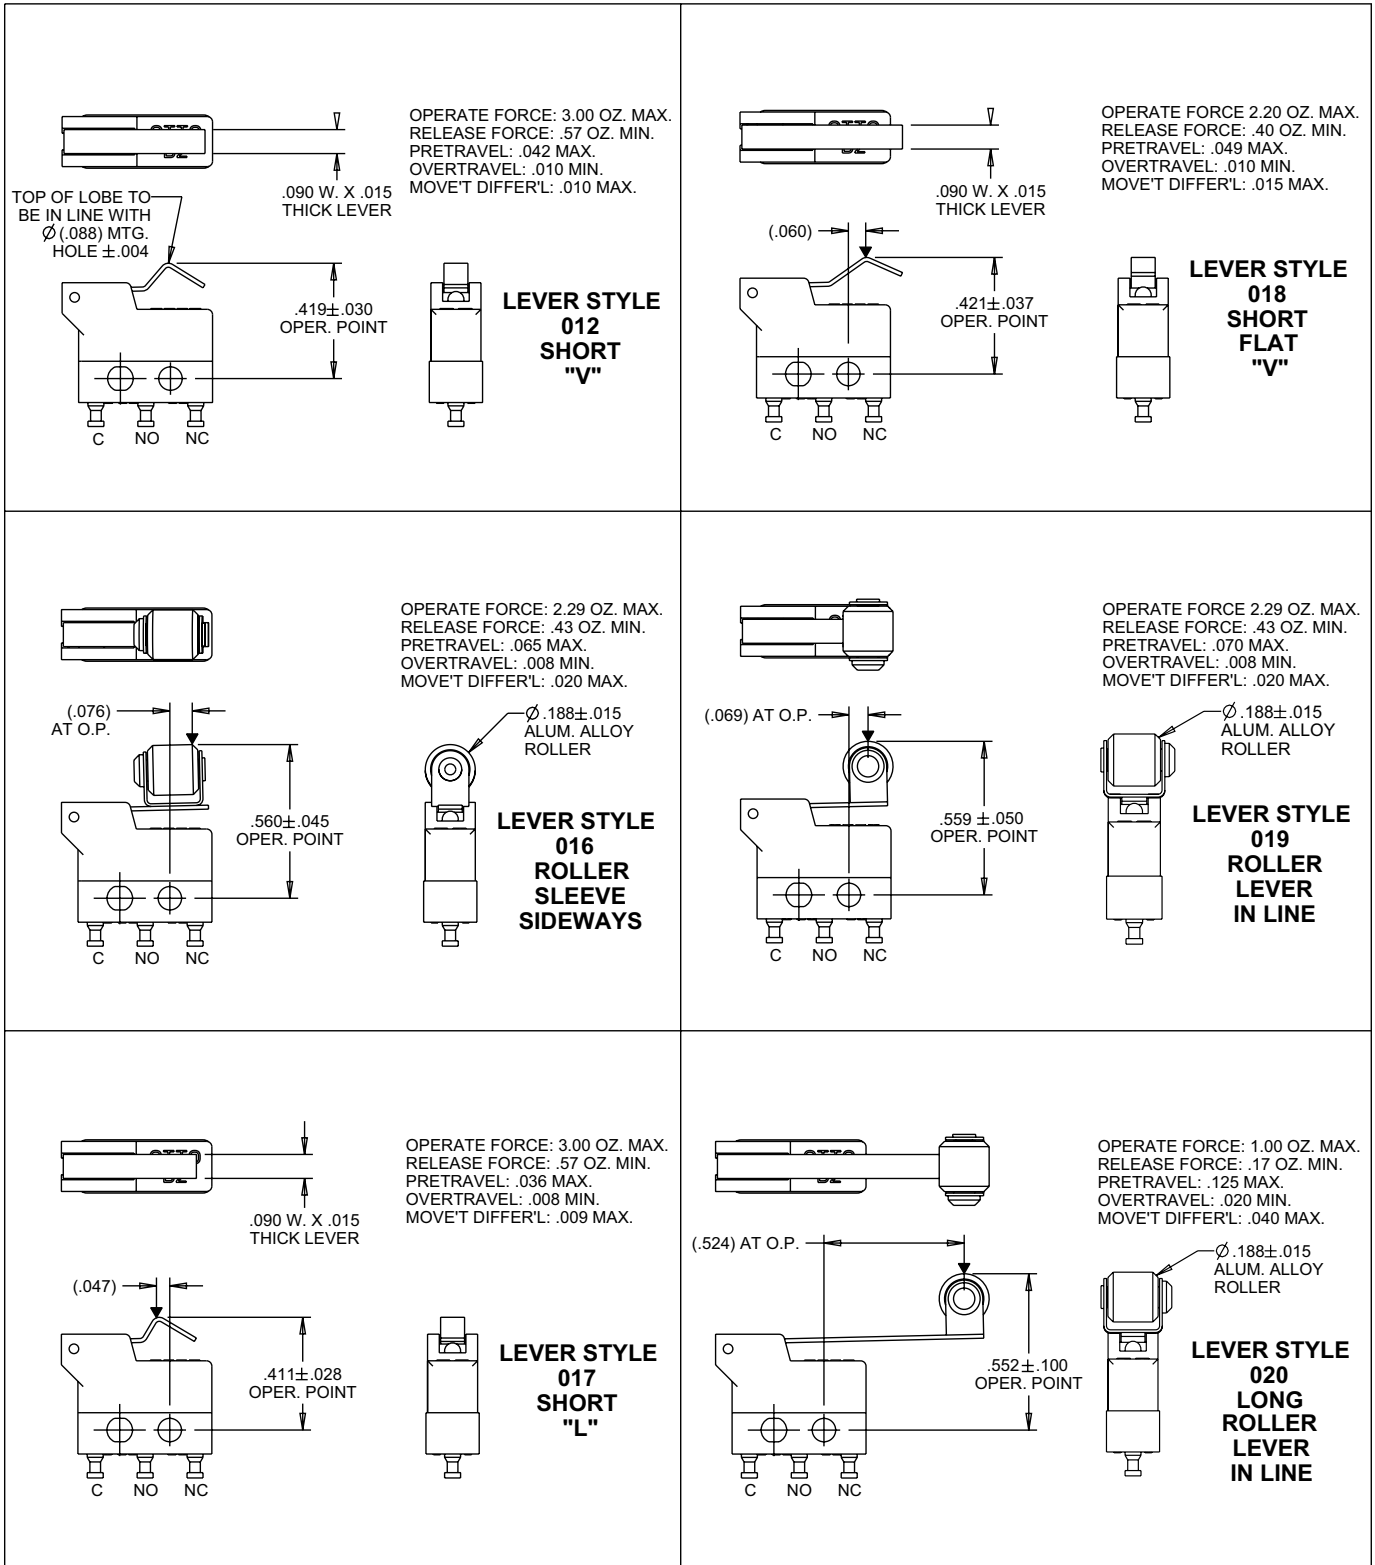 OPERATE FORCE: 3.00 OZ. MAX.
RELEASE FORCE: .57 OZ. MIN.
PRETRAVEL: .042 MAX.
OVERTRAVEL: .010 MIN.
MOVE'T DIFFER'L: .010 MAX.
.090 W. X .015
THICK LEVER
TOP OF LOBE TO
BE IN LINE WITH
Ø (.088) MTG.
HOLE ±.004
.419±.030
OPER. POINT
LEVER STYLE
012
SHORT
"V"
C NO NC
OPERATE FORCE 2.20 OZ. MAX.
RELEASE FORCE: .40 OZ. MIN.
PRETRAVEL: .049 MAX.
OVERTRAVEL: .010 MIN.
MOVE'T DIFFER'L: .015 MAX.
.090 W. X .015
THICK LEVER
(.060)
.421±.037
OPER. POINT
LEVER STYLE
018
SHORT
FLAT
"V"
C NO NC
OPERATE FORCE: 2.29 OZ. MAX.
RELEASE FORCE: .43 OZ. MIN.
PRETRAVEL: .065 MAX.
OVERTRAVEL: .008 MIN.
MOVE'T DIFFER'L: .020 MAX.
(.076)
AT O.P.
Ø .188±.015
ALUM. ALLOY
ROLLER
.560±.045
OPER. POINT
LEVER STYLE
016
ROLLER
SLEEVE
SIDEWAYS
C NO NC
OPERATE FORCE 2.29 OZ. MAX.
RELEASE FORCE: .43 OZ. MIN.
PRETRAVEL: .070 MAX.
OVERTRAVEL: .008 MIN.
MOVE'T DIFFER'L: .020 MAX.
(.069) AT O.P.
Ø .188±.015
ALUM. ALLOY
ROLLER
.559 ±.050
OPER. POINT
LEVER STYLE
019
ROLLER
LEVER
IN LINE
C NO NC
OPERATE FORCE: 3.00 OZ. MAX.
RELEASE FORCE: .57 OZ. MIN.
PRETRAVEL: .036 MAX.
OVERTRAVEL: .008 MIN.
MOVE'T DIFFER'L: .009 MAX.
.090 W. X .015
THICK LEVER
(.047)
.411±.028
OPER. POINT
LEVER STYLE
017
SHORT
"L"
C NO NC
OPERATE FORCE: 1.00 OZ. MAX.
RELEASE FORCE: .17 OZ. MIN.
PRETRAVEL: .125 MAX.
OVERTRAVEL: .020 MIN.
MOVE'T DIFFER'L: .040 MAX.
(.524) AT O.P.
Ø .188±.015
ALUM. ALLOY
ROLLER
.552±.100
OPER. POINT
LEVER STYLE
020
LONG
ROLLER
LEVER
IN LINE
C NO NC